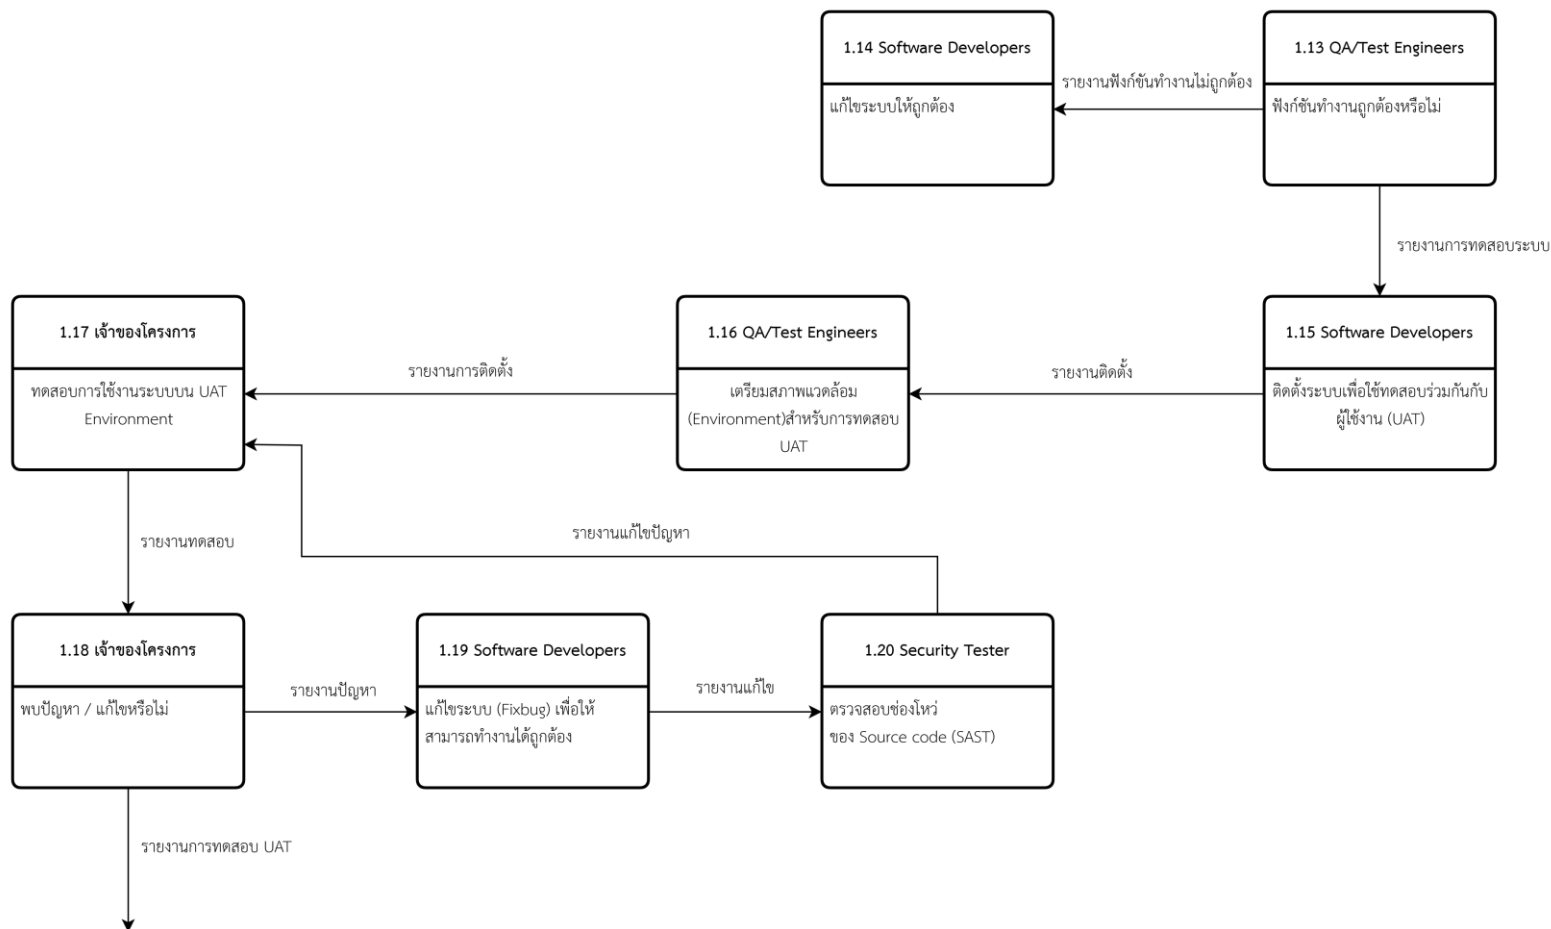 1.14 Software Developers
แก้ไขระบบให้ถูกต้อง
รายงานฟังก์ขันทำงานไม่ถูกต้อง
1.13 QA/Test Engineers
ฟังก์ชันทำงานถูกต้องหรือไม่
รายงานการทดสอบระบบ
1.17 เจ้าของโครงการ
ทดสอบการใช้งานระบบบน UAT
Environment
รายงานการติดตั้ง
1.16 QA/Test Engineers
เตรียมสภาพแวดล้อม
(Environment)สำหรับการทดสอบ
UAT
รายงานติดตั้ง
1.15 Software Developers
ติดตั้งระบบเพื่อใช้ทดสอบร่วมกันกับ
ผู้ใช้งาน (UAT)
รายงานทดสอบ
รายงานแก้ไขปัญหา
1.18 เจ้าของโครงการ
พบปัญหา / แก้ไขหรือไม่
รายงานปัญหา
1.19 Software Developers
แก้ไขระบบ (Fixbug) เพื่อให้
สามารถทำงานได้ถูกต้อง
รายงานแก้ไข
1.20 Security Tester
ตรวจสอบช่องโหว่
ของ Source code (SAST)
รายงานการทดสอบ UAT